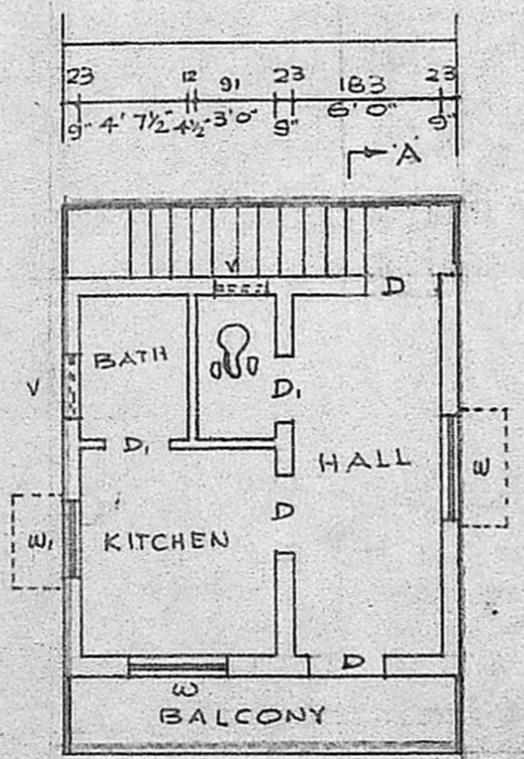 23 12 91 23 183 23
9" 4' 7½" 4½" 3'0" 9" 6'0" 9"
'A'
V
D
BATH
V
D₁
D₁
HALL
W
D
W₁
KITCHEN
D
W
BALCONY